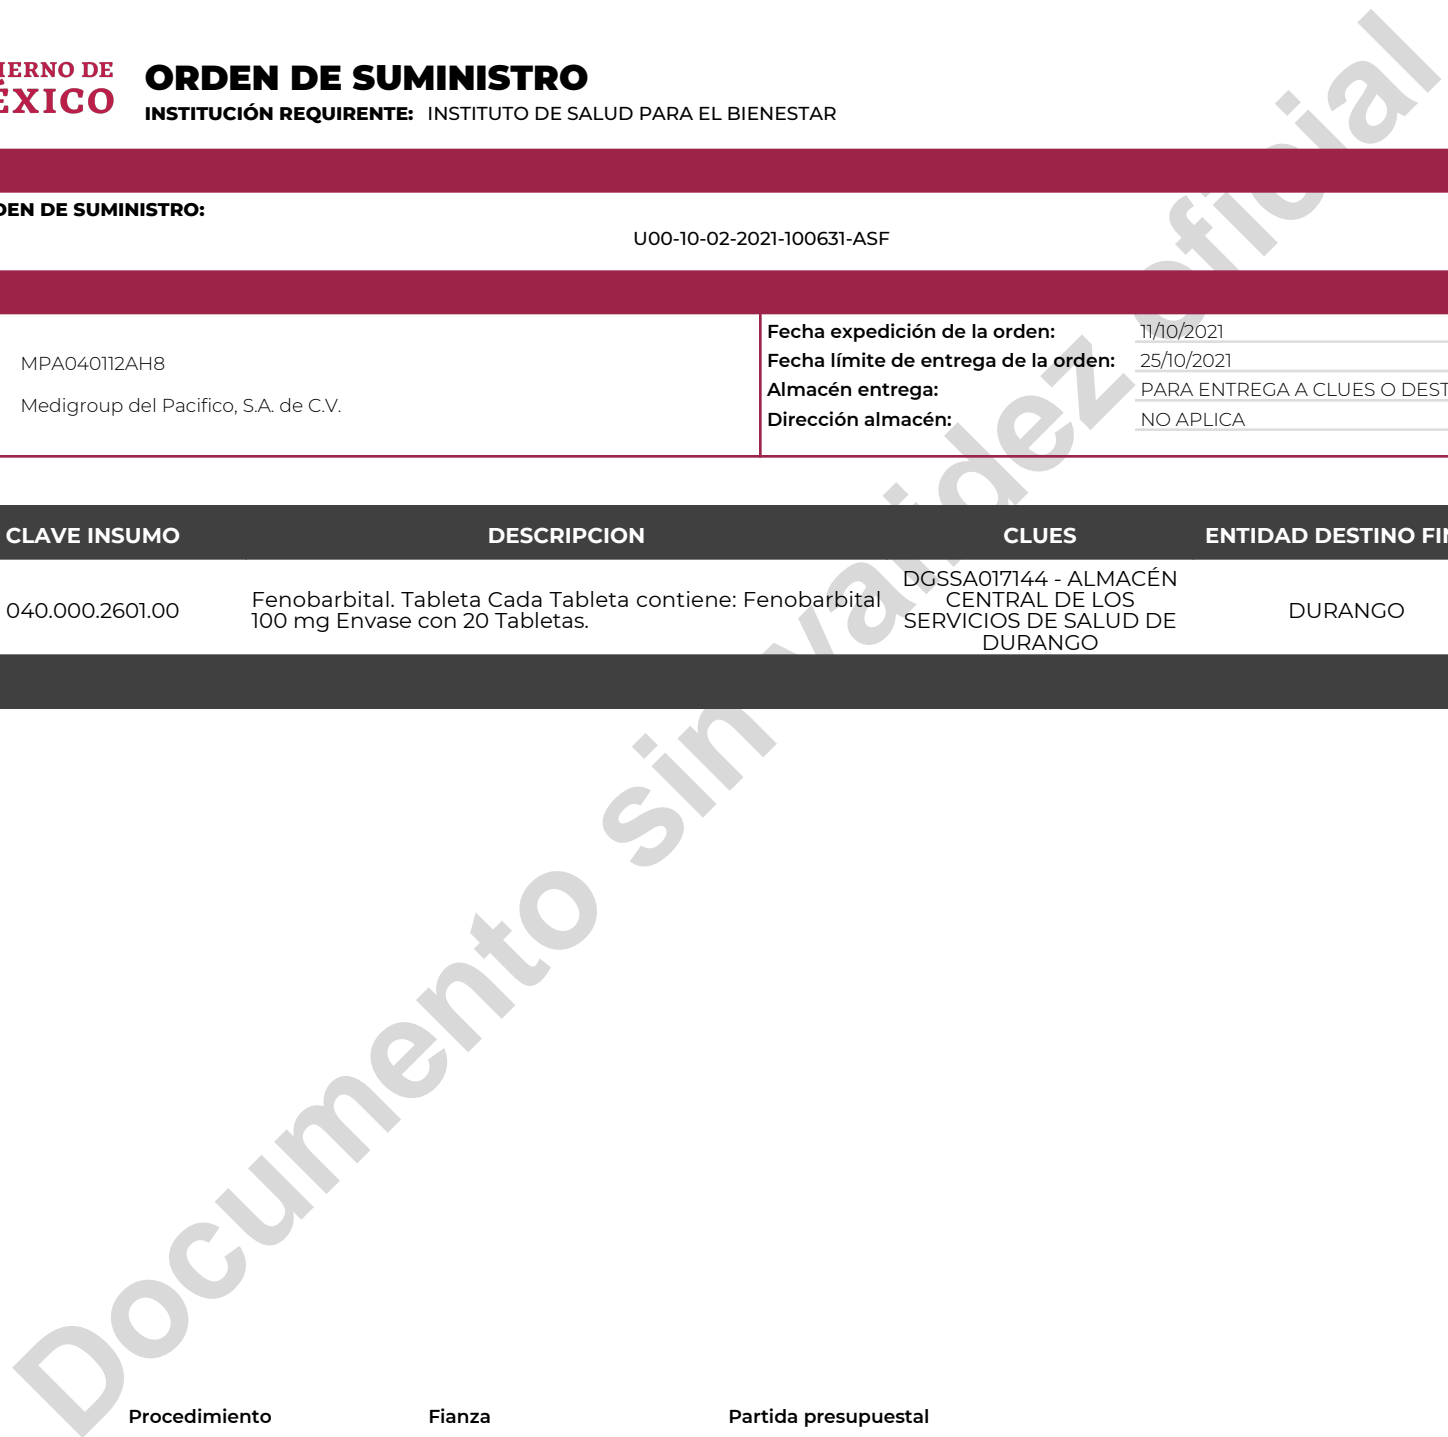 IERNO DE
ÉXICO
ORDEN DE SUMINISTRO
INSTITUCIÓN REQUIRENTE: INSTITUTO DE SALUD PARA EL BIENESTAR
DEN DE SUMINISTRO:
U00-10-02-2021-100631-ASF
MPA040112AH8
Medigroup del Pacifico, S.A. de C.V.
Fecha expedición de la orden: 11/10/2021
Fecha límite de entrega de la orden: 25/10/2021
Almacén entrega: PARA ENTREGA A CLUES O DEST
Dirección almacén: NO APLICA
CLAVE INSUMO DESCRIPCION CLUES ENTIDAD DESTINO FIN
040.000.2601.00
Fenobarbital. Tableta Cada Tableta contiene: Fenobarbital
100 mg Envase con 20 Tabletas.
DGSSA017144 - ALMACÉN
CENTRAL DE LOS
SERVICIOS DE SALUD DE
DURANGO
DURANGO
Documento sin validez oficial
Procedimiento Fianza Partida presupuestal